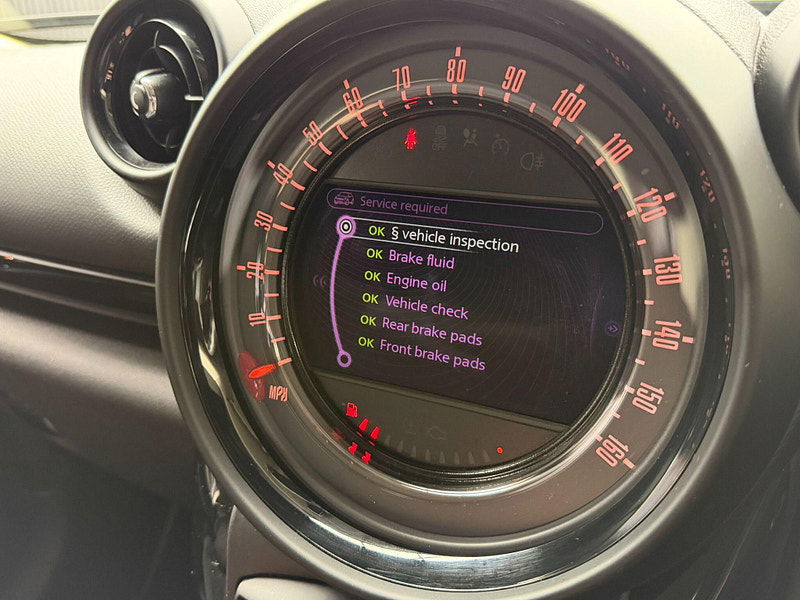 Service required
OK § vehicle inspection
OK Brake fluid
OK Engine oil
OK Vehicle check
OK Rear brake pads
OK Front brake pads
10
20
30
40
50
60
70
80
90
100
110
120
130
140
150
160
MPH
OFF